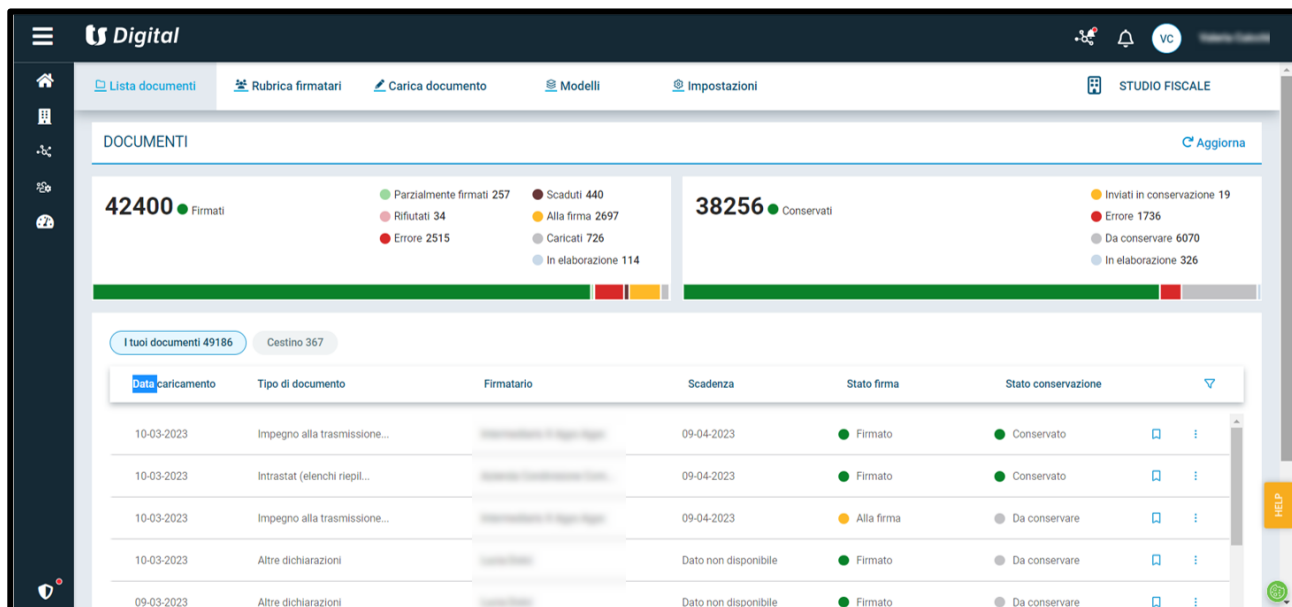 ts Digital
VC
Lista documenti Rubrica firmatari Carica documento Modelli Impostazioni STUDIO FISCALE
DOCUMENTI Aggiorna
42400 Firmati
Parzialmente firmati 257
Rifiutati 34
Errore 2515
Scaduti 440
Alla firma 2697
Caricati 726
In elaborazione 114
38256 Conservati
Inviati in conservazione 19
Errore 1736
Da conservare 6070
In elaborazione 326
I tuoi documenti 49186 Cestino 367
Data caricamento Tipo di documento Firmatario Scadenza Stato firma Stato conservazione
10-03-2023 Impegno alla trasmissione... 09-04-2023 Firmato Conservato
10-03-2023 Intrastat (elenchi riepil... 09-04-2023 Firmato Conservato
10-03-2023 Impegno alla trasmissione... 09-04-2023 Alla firma Da conservare
10-03-2023 Altre dichiarazioni Dato non disponibile Firmato Da conservare
09-03-2023 Altre dichiarazioni Dato non disponibile Firmato Da conservare
HELP